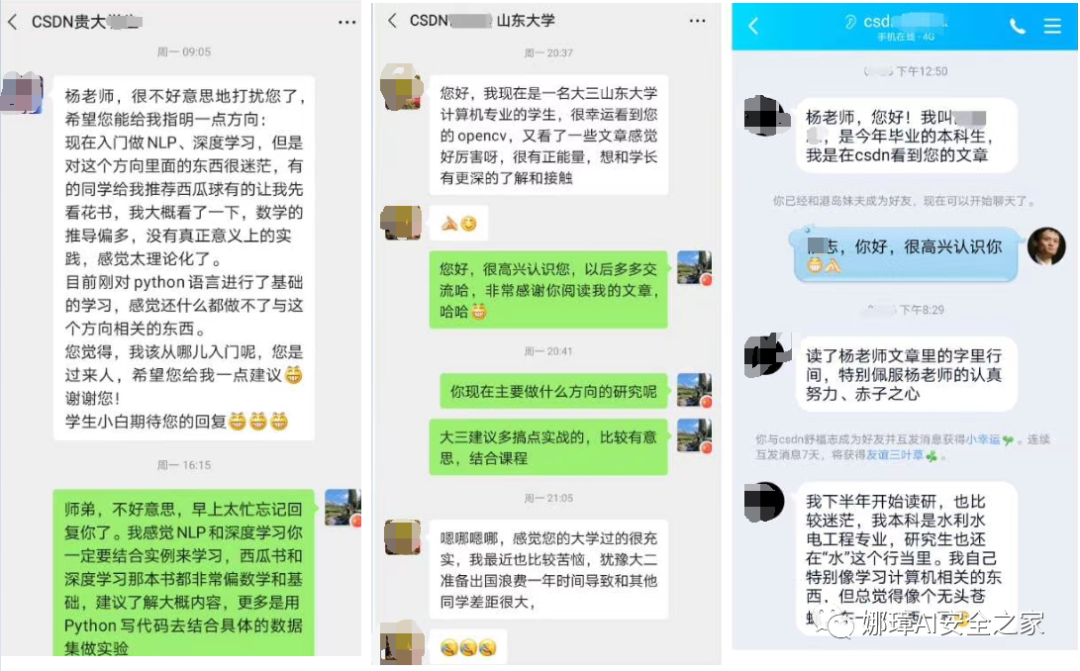 CSDN贵大
周一 09:05
杨老师，很不好意思地打扰您了，
希望您能给我指明一点方向：
现在入门做NLP、深度学习，但是
对这个方向里面的东西很迷茫，有
的同学给我推荐西瓜球有的让我先
看花书，我大概看了一下，数学的
推导偏多，没有真正意义上的实
践，感觉太理论化了。
目前刚对python语言进行了基础
的学习，感觉还什么都做不了与这
个方向相关的东西。
您觉得，我该从哪儿入门呢，您是
过来人，希望您给我一点建议😁
谢谢您！
学生小白期待您的回复😁😁😁
周一 16:15
师弟，不好意思，早上太忙忘记回
复你了。我感觉NLP和深度学习你
一定要结合实例来学习，西瓜书和
深度学习那本书都非常偏数学和基
础，建议了解大概内容，更多是用
Python写代码去结合具体的数据
集做实验
CSDN 山东大学
周一 20:37
您好，我现在是一名大三山东大学
计算机专业的学生，很幸运看到您
的opencv，又看了一些文章感觉
好厉害呀，很有正能量，想和学长
有更深的了解和接触
您好，很高兴认识您，以后多多交
流哈，非常感谢你阅读我的文章，
哈哈😁
周一 20:41
你现在主要做什么方向的研究呢
大三建议多搞点实战的，比较有意
思，结合课程
周一 21:05
嗯嗯嗯嗯，感觉您的大学过的很充
实，我最近也比较苦恼，犹豫大二
准备出国浪费一年时间导致和其他
同学差距很大，
csd
手机在线 - 4G
下午12:50
杨老师，您好！我叫
，是今年毕业的本科生，
我是在csdn看到您的文章
你已经和港岛妹夫成为好友，现在可以开始聊天了。
志，你好，很高兴认识你
下午8:29
读了杨老师文章里的字里行
间，特别佩服杨老师的认真
努力、赤子之心
你与csdn舒福志成为好友并互发消息获得小幸运。连续
互发消息7天，将获得友谊三叶草。
我下半年开始读研，也比
较迷茫，我本科是水利水
电工程专业，研究生也还
在“水”这个行当里。我自己
特别像学习计算机相关的东
西，但总觉得像个无头苍
娜璋AI安全之家